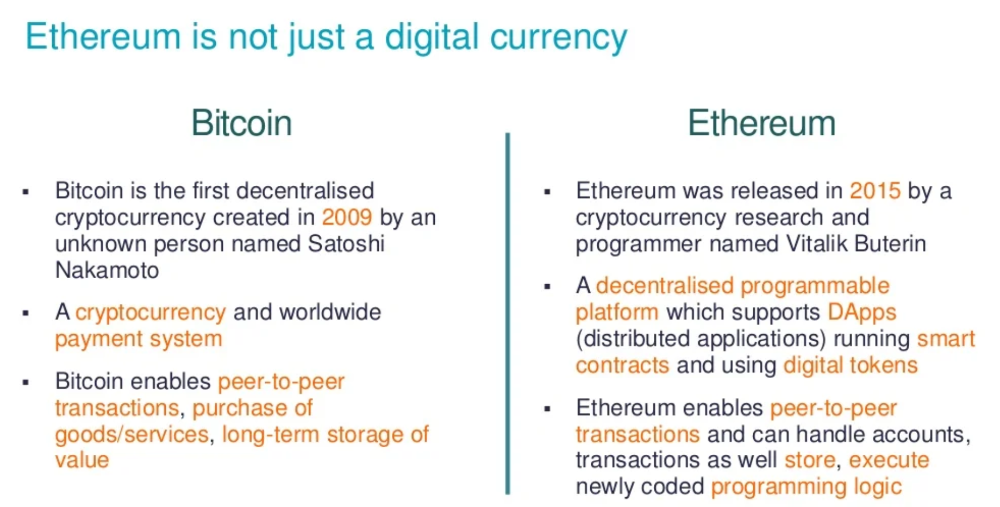 Ethereum is not just a digital currency
Bitcoin
▪ Bitcoin is the first decentralised
cryptocurrency created in 2009 by an
unknown person named Satoshi
Nakamoto
▪ A cryptocurrency and worldwide
payment system
▪ Bitcoin enables peer-to-peer
transactions, purchase of
goods/services, long-term storage of
value
Ethereum
▪ Ethereum was released in 2015 by a
cryptocurrency research and
programmer named Vitalik Buterin
▪ A decentralised programmable
platform which supports DApps
(distributed applications) running smart
contracts and using digital tokens
▪ Ethereum enables peer-to-peer
transactions and can handle accounts,
transactions as well store, execute
newly coded programming logic